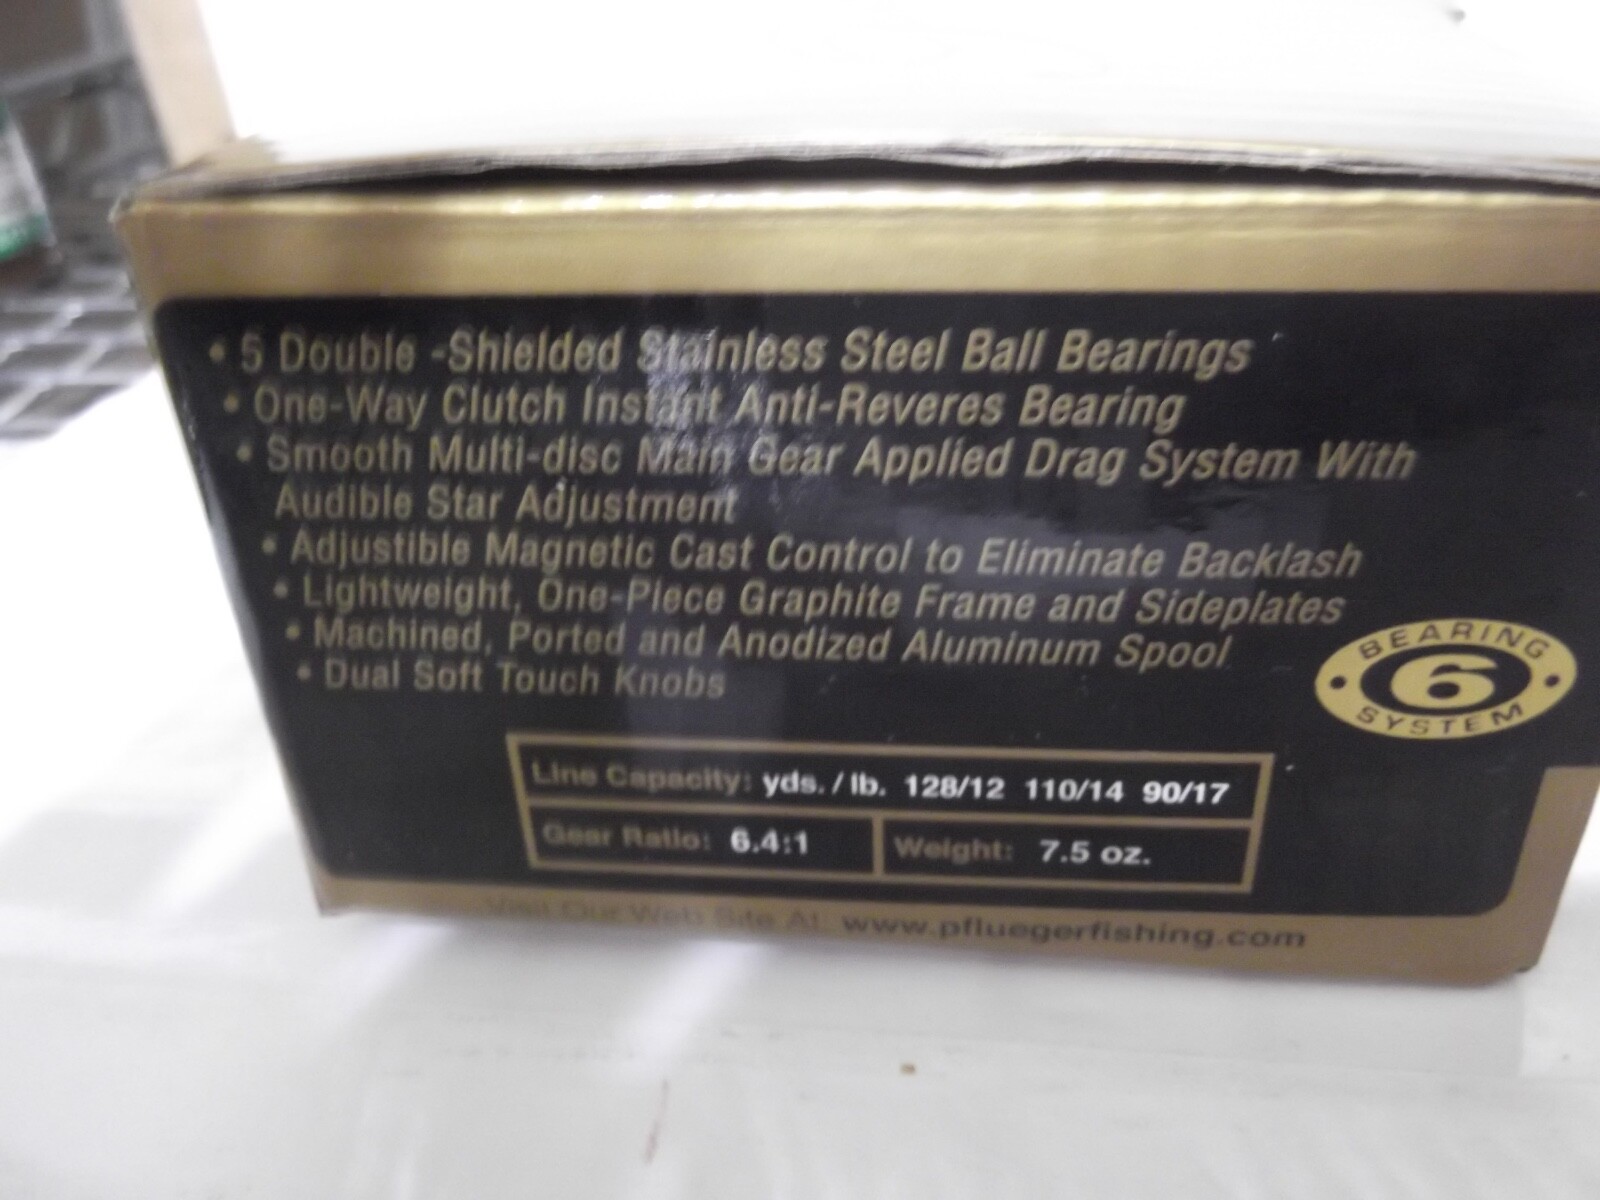 • 5 Double -Shielded Stainless Steel Ball Bearings
• One-Way Clutch Instant Anti-Reveres Bearing
• Smooth Multi-disc Main Gear Applied Drag System With
Audible Star Adjustment
• Adjustible Magnetic Cast Control to Eliminate Backlash
• Lightweight, One-Piece Graphite Frame and Sideplates
• Machined, Ported and Anodized Aluminum Spool
• Dual Soft Touch Knobs
BEARING
6
SYSTEM
Line Capacity: yds. / lb. 128/12 110/14 90/17
Gear Ratio: 6.4:1
Weight: 7.5 oz.
Visit Our Web Site At: www.pfluegerfishing.com